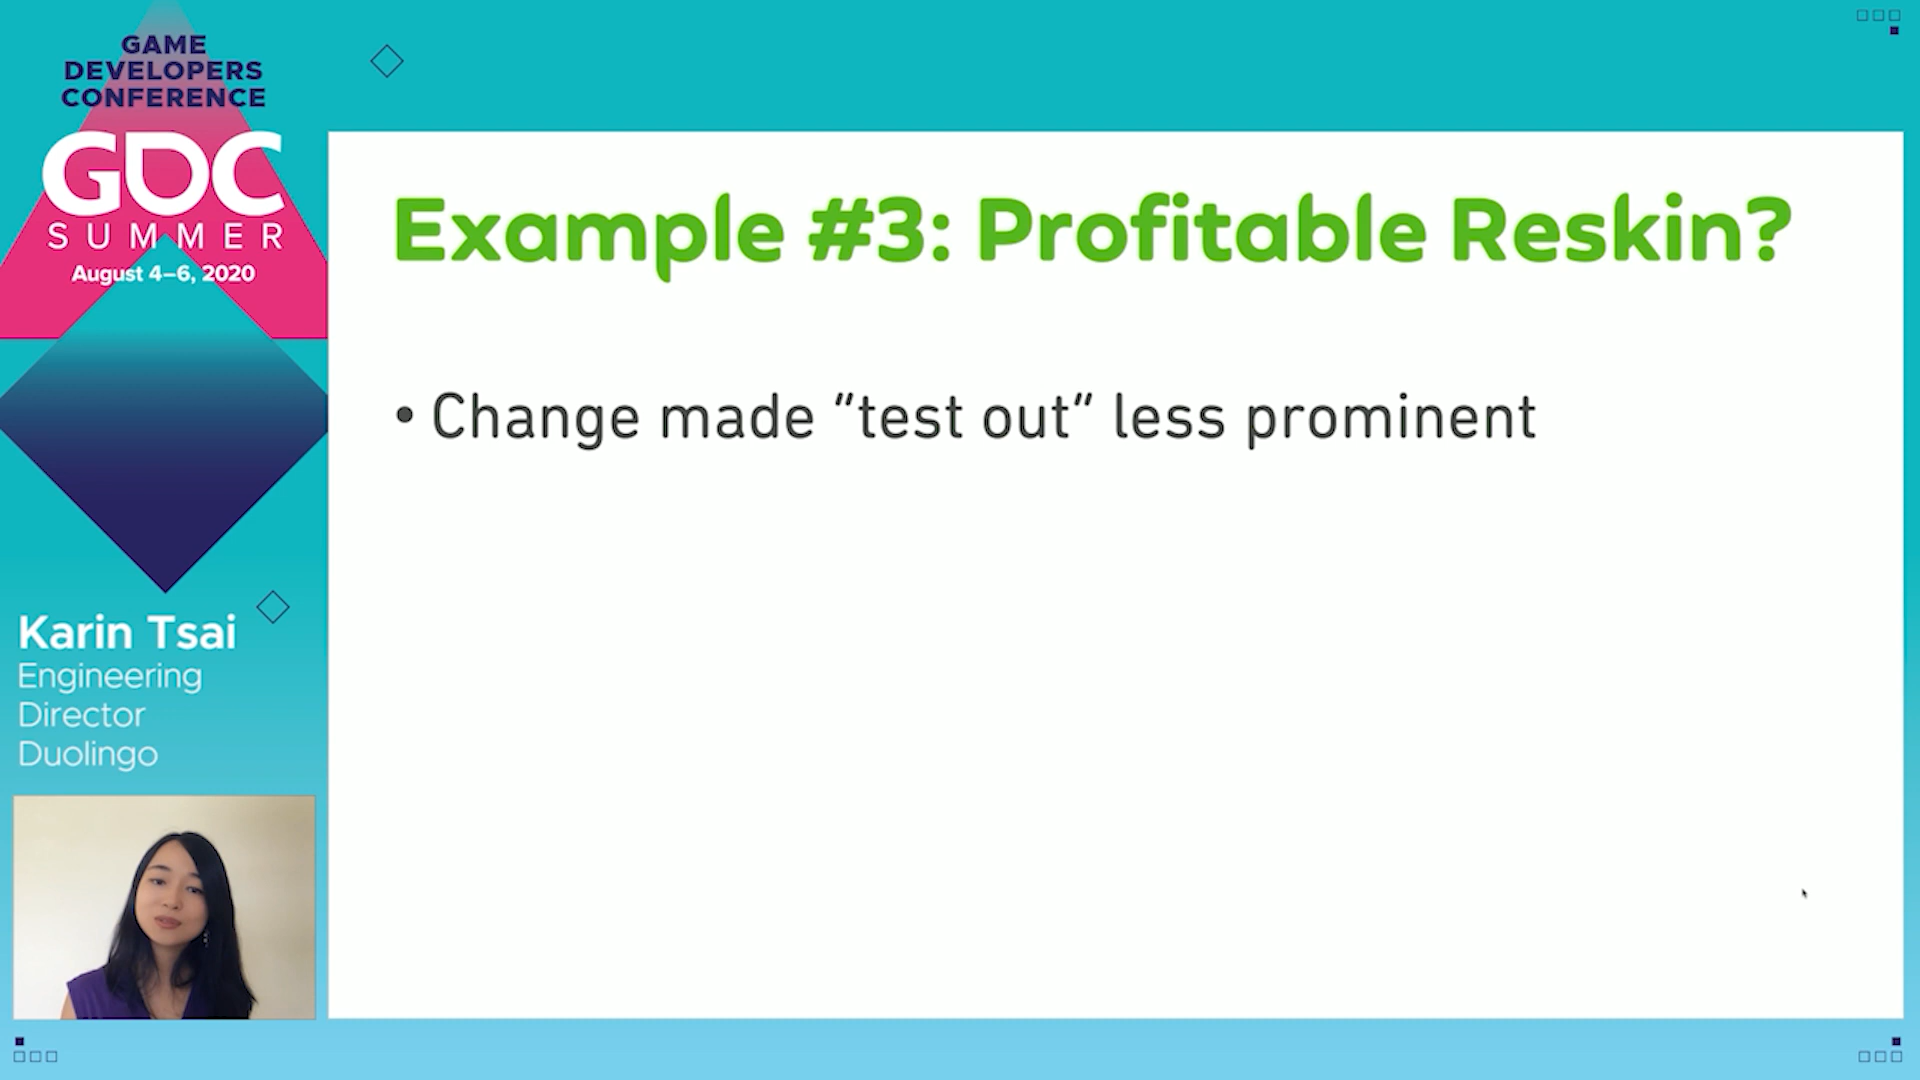 GAME
DEVELOPERS
CONFERENCE
GDC
SUMMER
August 4–6, 2020
Karin Tsai
Engineering
Director
Duolingo
Example #3: Profitable Reskin?
• Change made “test out” less prominent